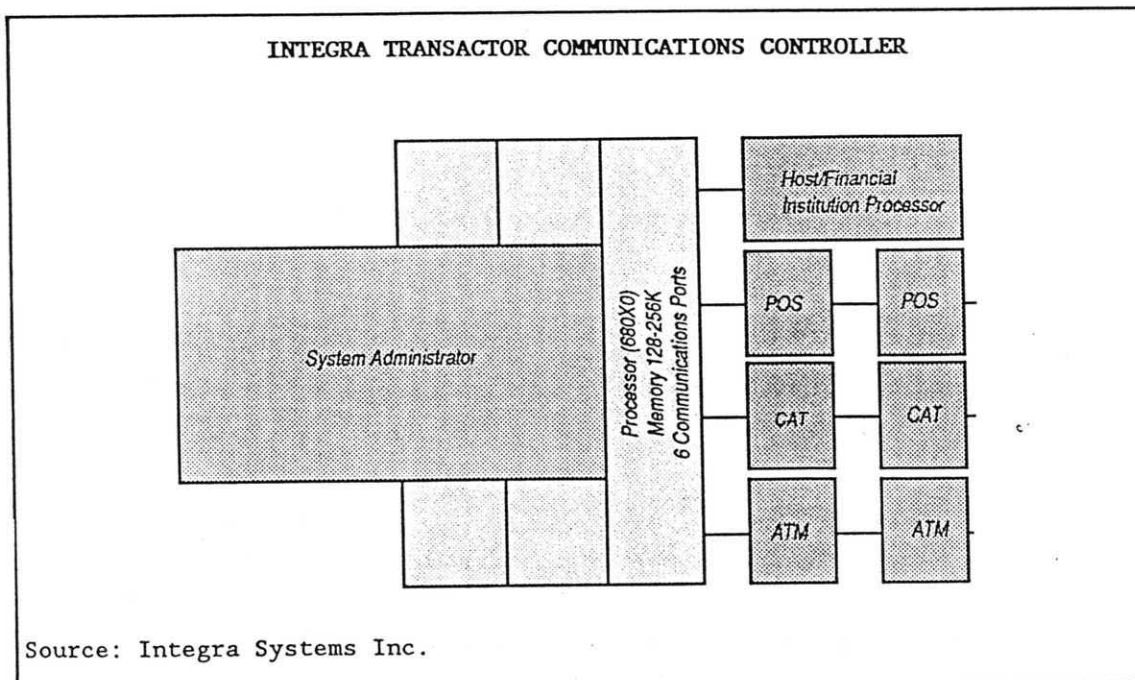 INTEGRA TRANSACTOR COMMUNICATIONS CONTROLLER
Host/Financial
Institution Processor
System Administrator
Processor (680X0)
Memory 128-256K
6 Communications Ports
POS
POS
CAT
CAT
ATM
ATM
Source: Integra Systems Inc.